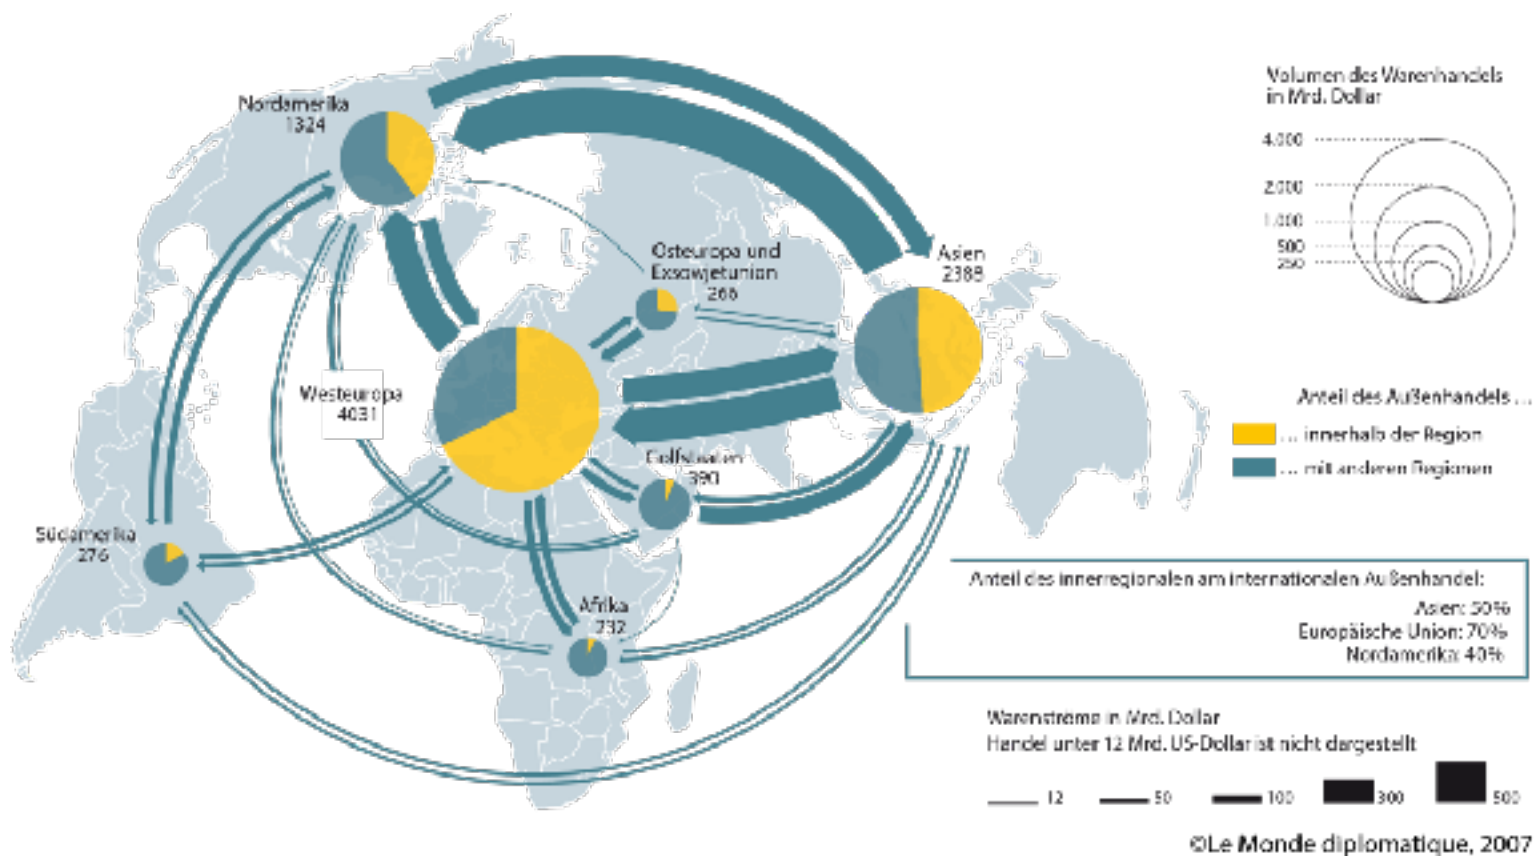 Nordamerika
1324
Volumen des Warenhandels
in Mrd. Dollar
4.000
2.000
1.000
500
250
Osteuropa und
Exsowjetunion
266
Asien
2388
Westeuropa
4031
Anteil des Außenhandels ...
... innerhalb der Region
... mit anderen Regionen
Golfstaaten
390
Südamerika
276
Afrika
232
Anteil des innerregionalen am internationalen Außenhandel:
Asien: 50%
Europäische Union: 70%
Nordamerika: 40%
Warenströme in Mrd. Dollar
Handel unter 12 Mrd. US-Dollar ist nicht dargestellt
12
50
100
300
500
©Le Monde diplomatique, 2007